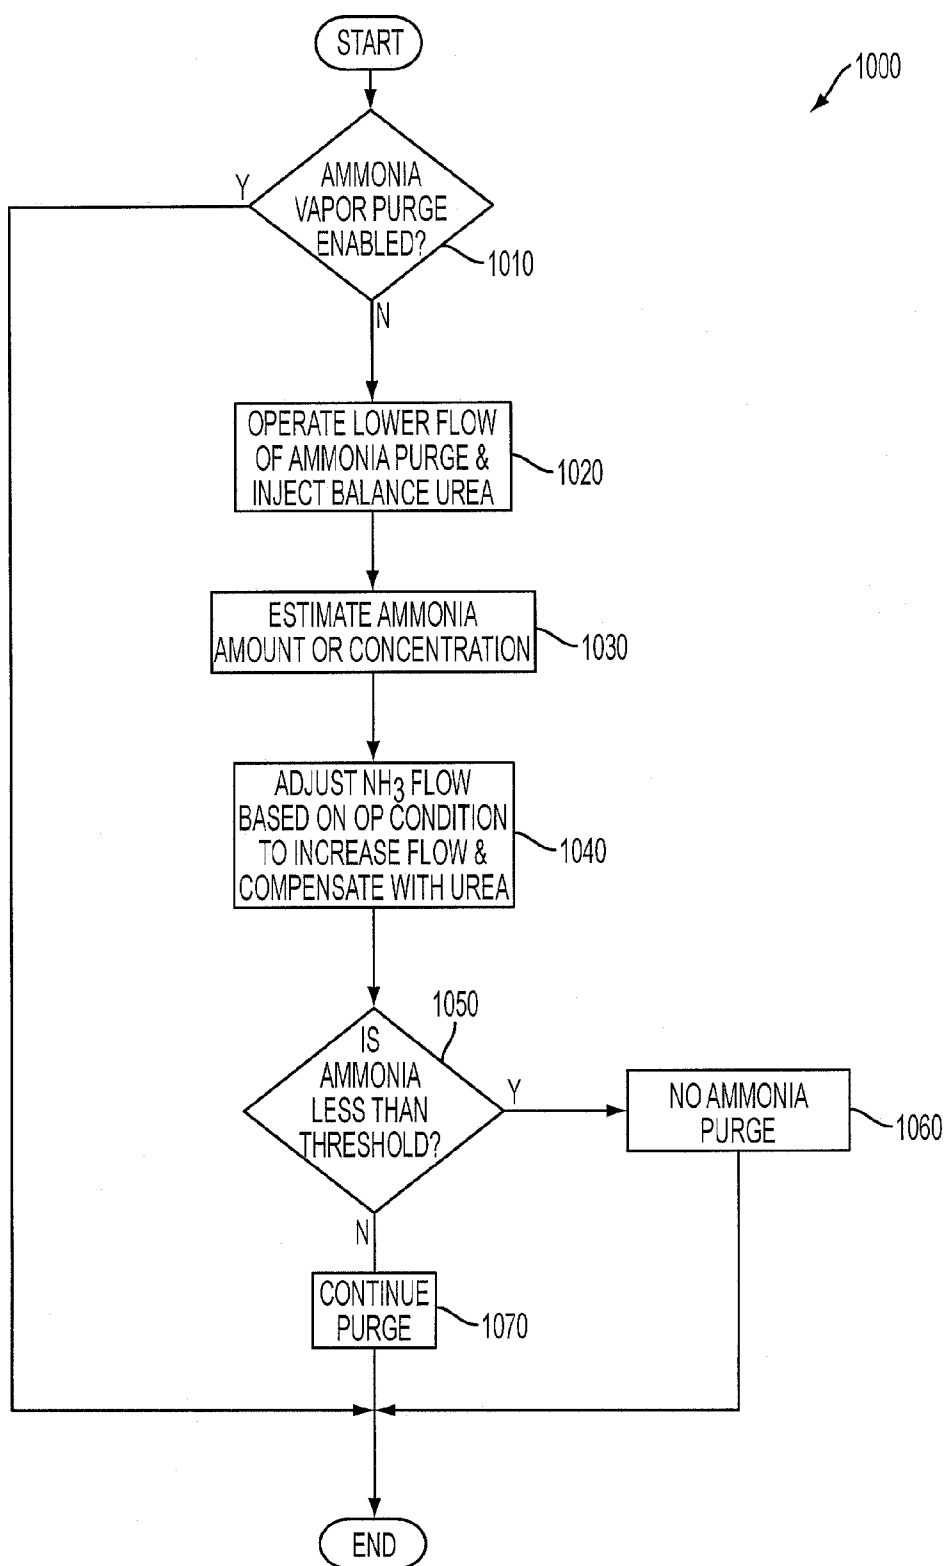 START
1000
Y
AMMONIA
VAPOR PURGE
ENABLED?
1010
N
OPERATE LOWER FLOW
OF AMMONIA PURGE &
INJECT BALANCE UREA
1020
ESTIMATE AMMONIA
AMOUNT OR CONCENTRATION
1030
ADJUST NH3 FLOW
BASED ON OP CONDITION
TO INCREASE FLOW &
COMPENSATE WITH UREA
1040
1050
IS
AMMONIA
LESS THAN
THRESHOLD?
Y
NO AMMONIA
PURGE
1060
N
CONTINUE
PURGE
1070
END